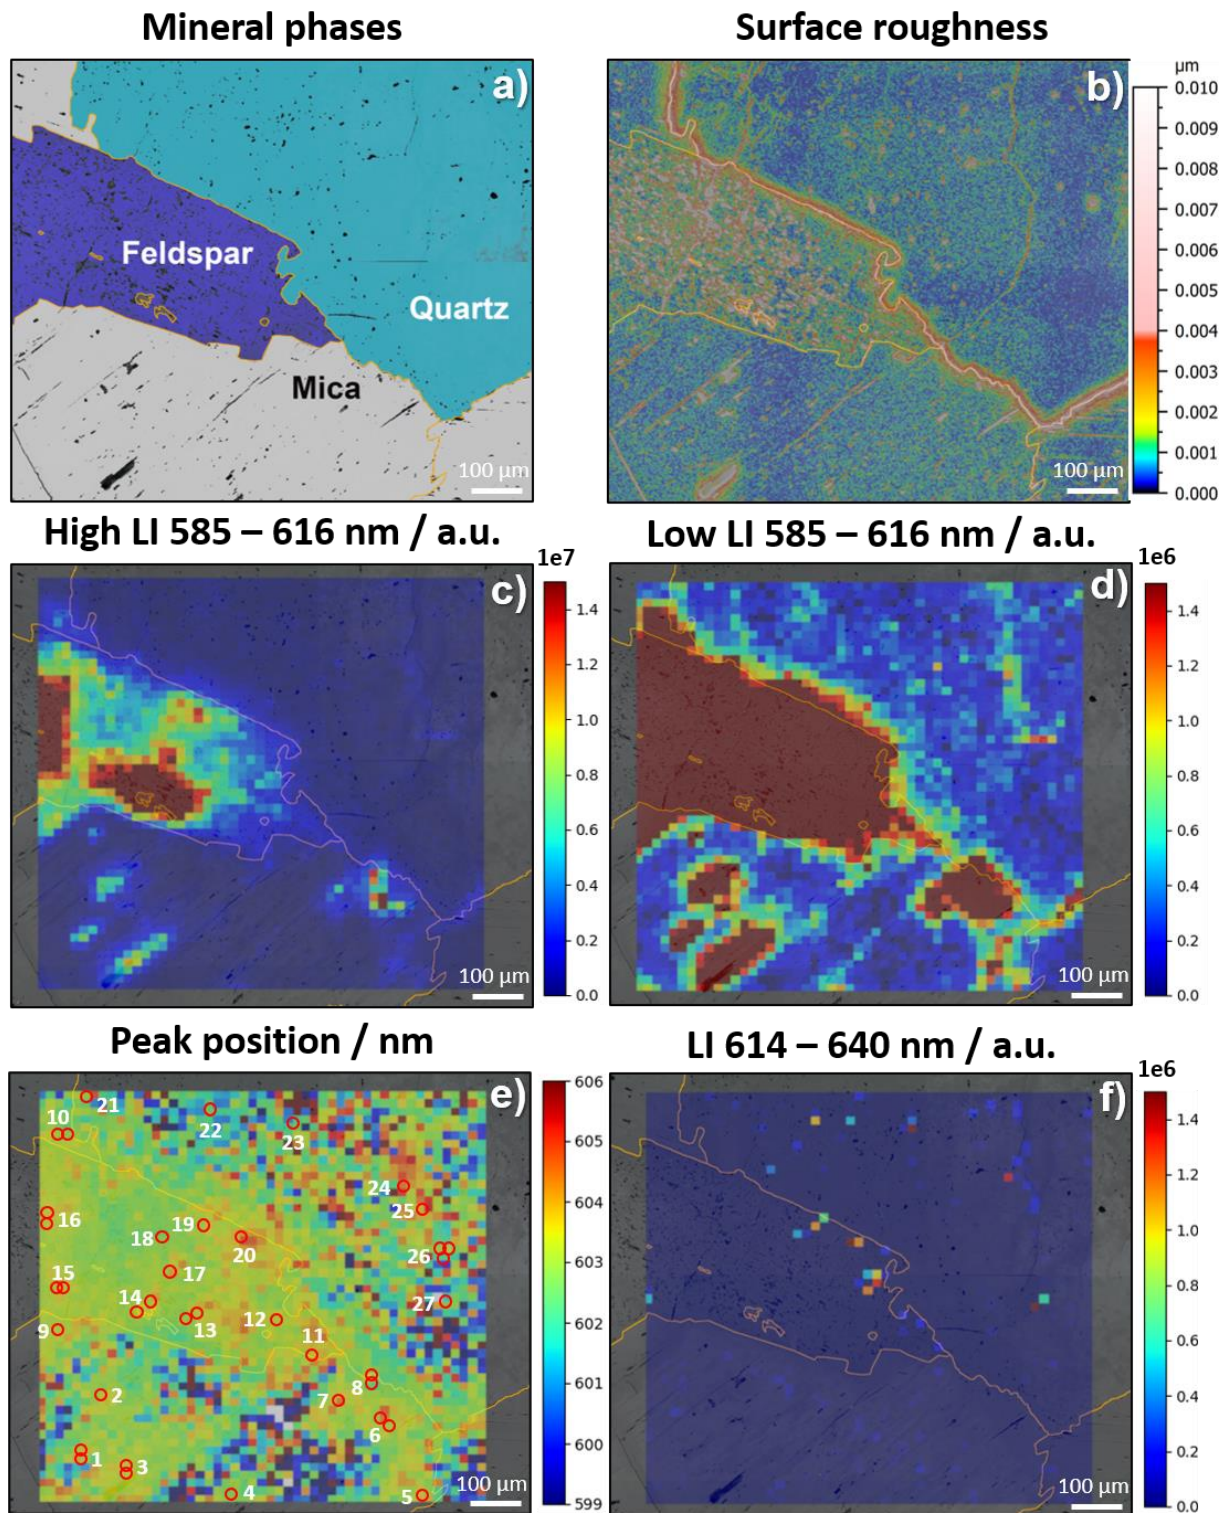 Mineral phases
Surface roughness
a)
Feldspar
Quartz
Mica
100 µm
b)
µm
0.010
0.009
0.008
0.007
0.006
0.005
0.004
0.003
0.002
0.001
0.000
100 µm
High LI 585 – 616 nm / a.u.
Low LI 585 – 616 nm / a.u.
c)
1e7
1.4
1.2
1.0
0.8
0.6
0.4
0.2
0.0
100 µm
d)
1e6
1.4
1.2
1.0
0.8
0.6
0.4
0.2
0.0
100 µm
Peak position / nm
LI 614 – 640 nm / a.u.
e)
21
10
22
23
24
25
16
19
18
20
26
17
15
14
27
13
12
9
11
8
7
2
6
1
3
4
5
606
605
604
603
602
601
600
599
f)
1e6
1.4
1.2
1.0
0.8
0.6
0.4
0.2
0.0
100 µm